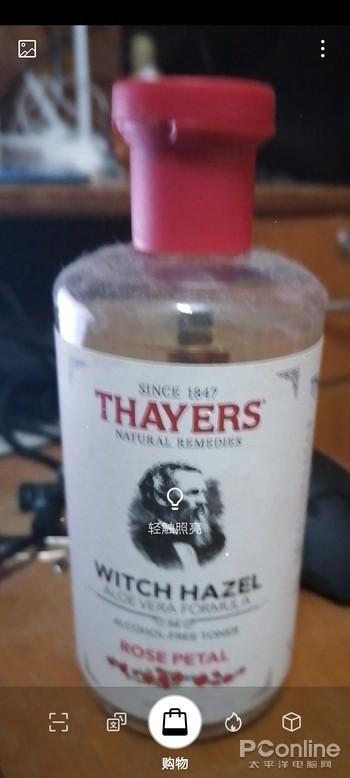 SINCE 1847
THAYERS
NATURAL REMEDIES
轻触照亮
WITCH HAZEL
ALOE VERA FORMULA
ALCOHOL-FREE TONER
ROSE PETAL
购物
PConline
太平洋电脑网